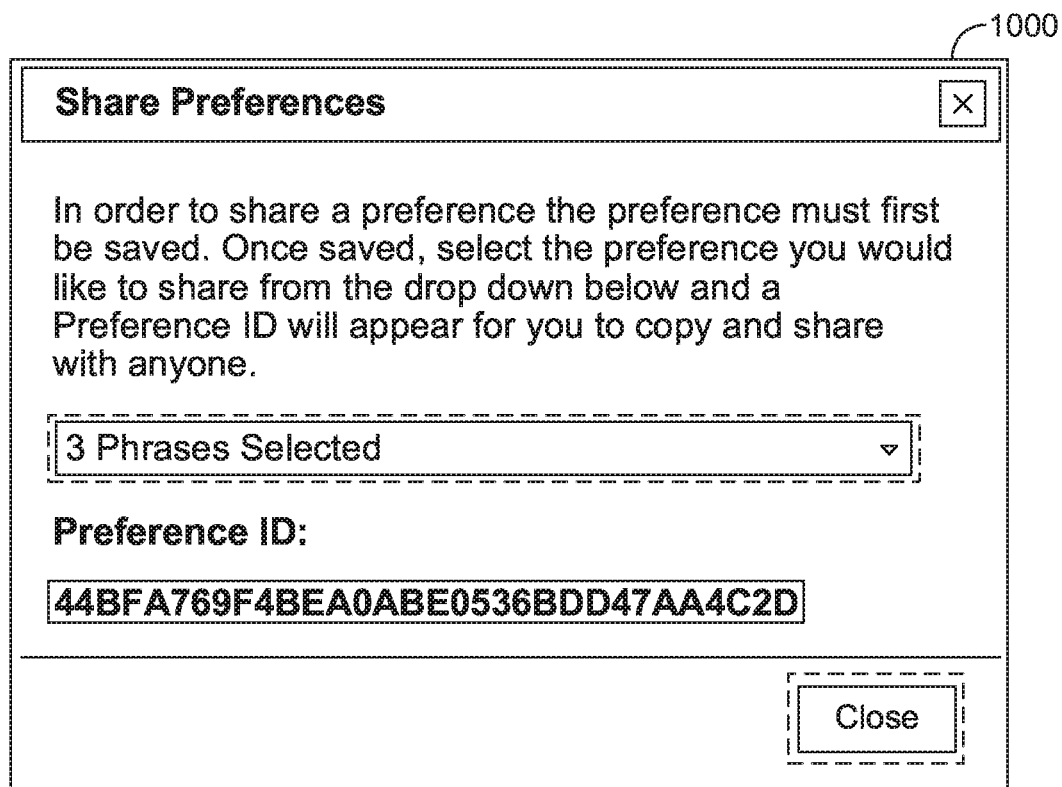 1000
Share Preferences
In order to share a preference the preference must first
be saved. Once saved, select the preference you would
like to share from the drop down below and a
Preference ID will appear for you to copy and share
with anyone.
3 Phrases Selected
Preference ID:
44BFA769F4BEA0ABE0536BDD47AA4C2D
Close